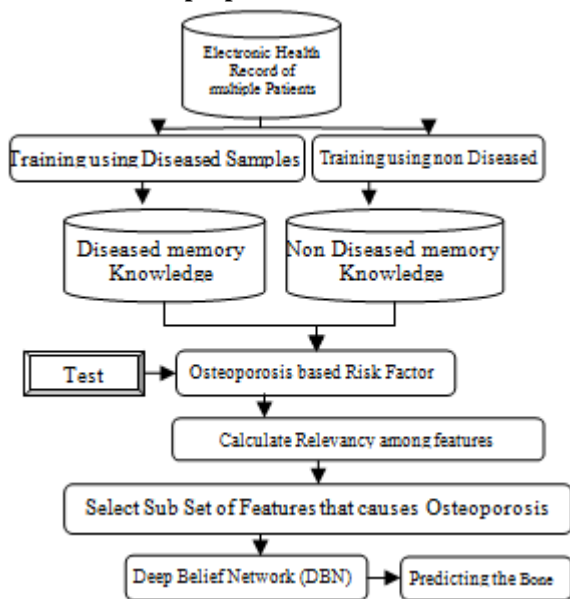 Electronic Health
Record of
multiple Patients
Training using Diseased Samples
Training using non Diseased
Diseased memory
Knowledge
Non Diseased memory
Knowledge
Test
Osteoporosis based Risk Factor
Calculate Relevancy among features
Select Sub Set of Features that causes Osteoporosis
Deep Belief Network (DBN)
Predicting the Bone